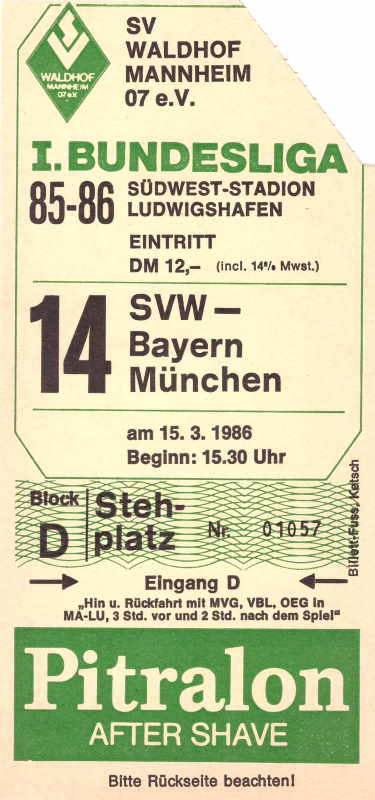 SV
WALDHOF
MANNHEIM
07 e.V.
WALDHOF
MANNHEIM
07 e.V.
I. BUNDESLIGA
85-86
SÜDWEST-STADION
LUDWIGSHAFEN
EINTRITT
DM 12,– (incl. 14% Mwst.)
14
SVW –
Bayern
München
am 15. 3. 1986
Beginn: 15.30 Uhr
Block
D
Steh-
platz
Nr. 01057
Billett-Fuss, Ketsch
Eingang D
„Hin u. Rückfahrt mit MVG, VBL, OEG in
MA-LU, 3 Std. vor und 2 Std. nach dem Spiel“
Pitralon
AFTER SHAVE
Bitte Rückseite beachten!